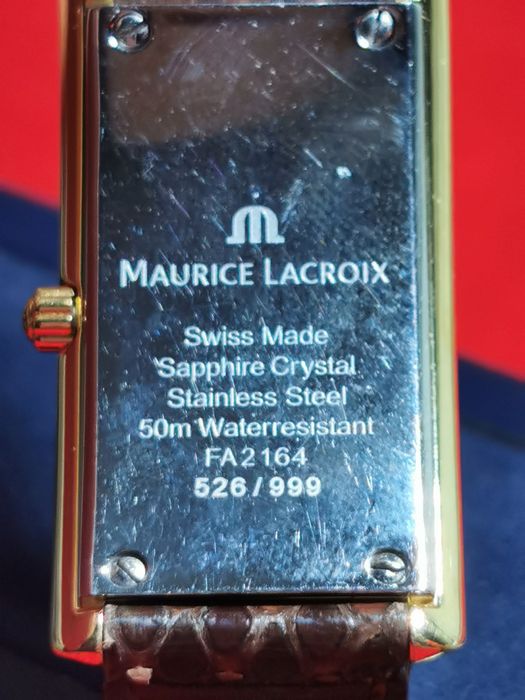 MAURICE LACROIX
Swiss Made
Sapphire Crystal
Stainless Steel
50m Waterresistant
FA2164
526/999